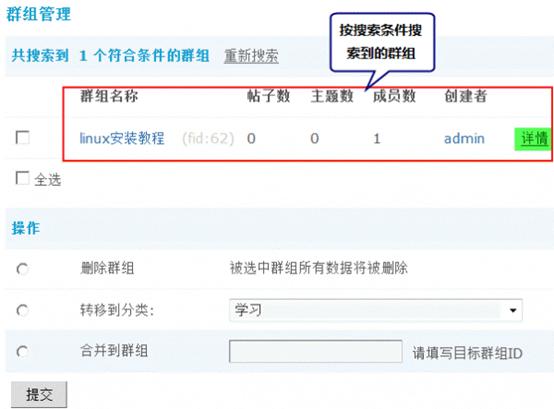 群组管理
按搜索条件搜
索到的群组
共搜索到 1 个符合条件的群组 重新搜索
群组名称 帖子数 主题数 成员数 创建者
linux安装教程 (fid:62) 0 0 1 admin 详情
全选
操作
删除群组 被选中群组所有数据将被删除
转移到分类: 学习
合并到群组 请填写目标群组ID
提交